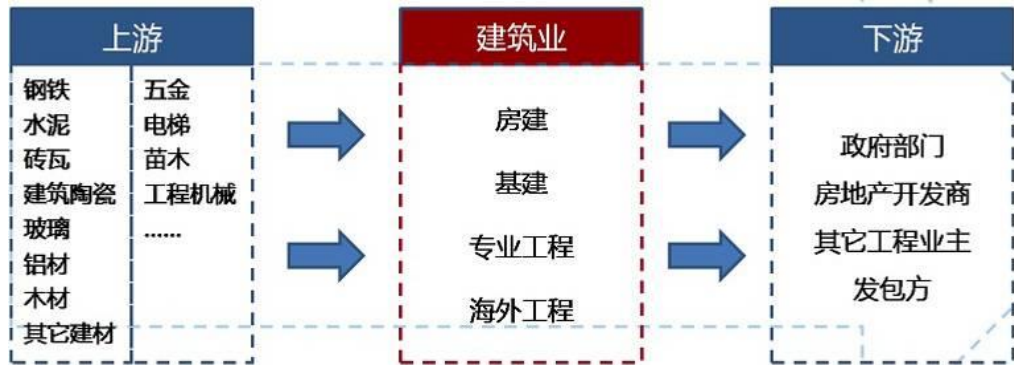 上游
钢铁
水泥
砖瓦
建筑陶瓷
玻璃
铝材
木材
其它建材
五金
电梯
苗木
工程机械
......
建筑业
房建
基建
专业工程
海外工程
下游
政府部门
房地产开发商
其它工程业主
发包方